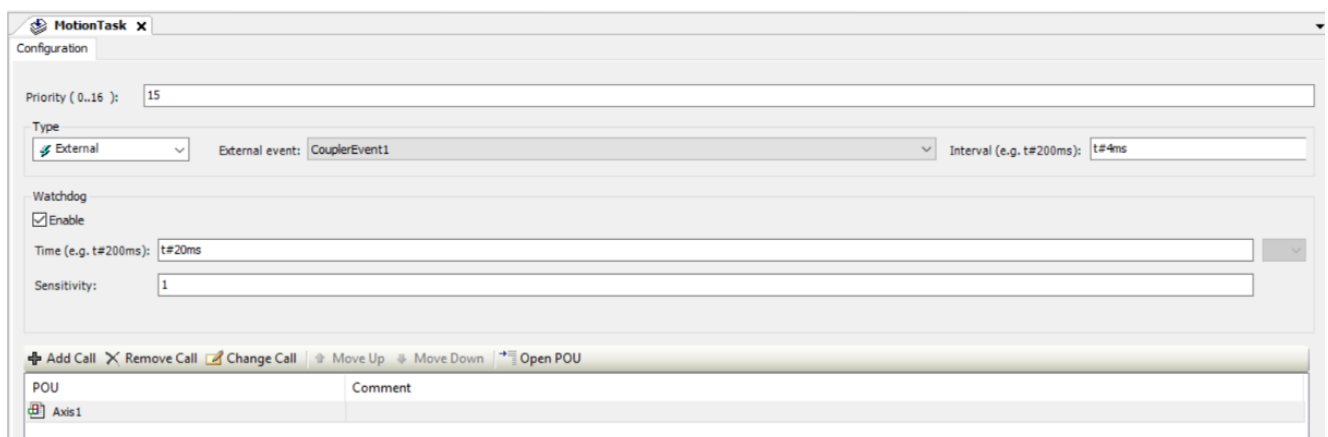 MotionTask X
Configuration
Priority ( 0..16 ): 15
Type
External External event: CouplerEvent1 Interval (e.g. t#200ms): t#4ms
Watchdog
Enable
Time (e.g. t#200ms): t#20ms
Sensitivity: 1
Add Call Remove Call Change Call Move Up Move Down Open POU
POU Comment
Axis1